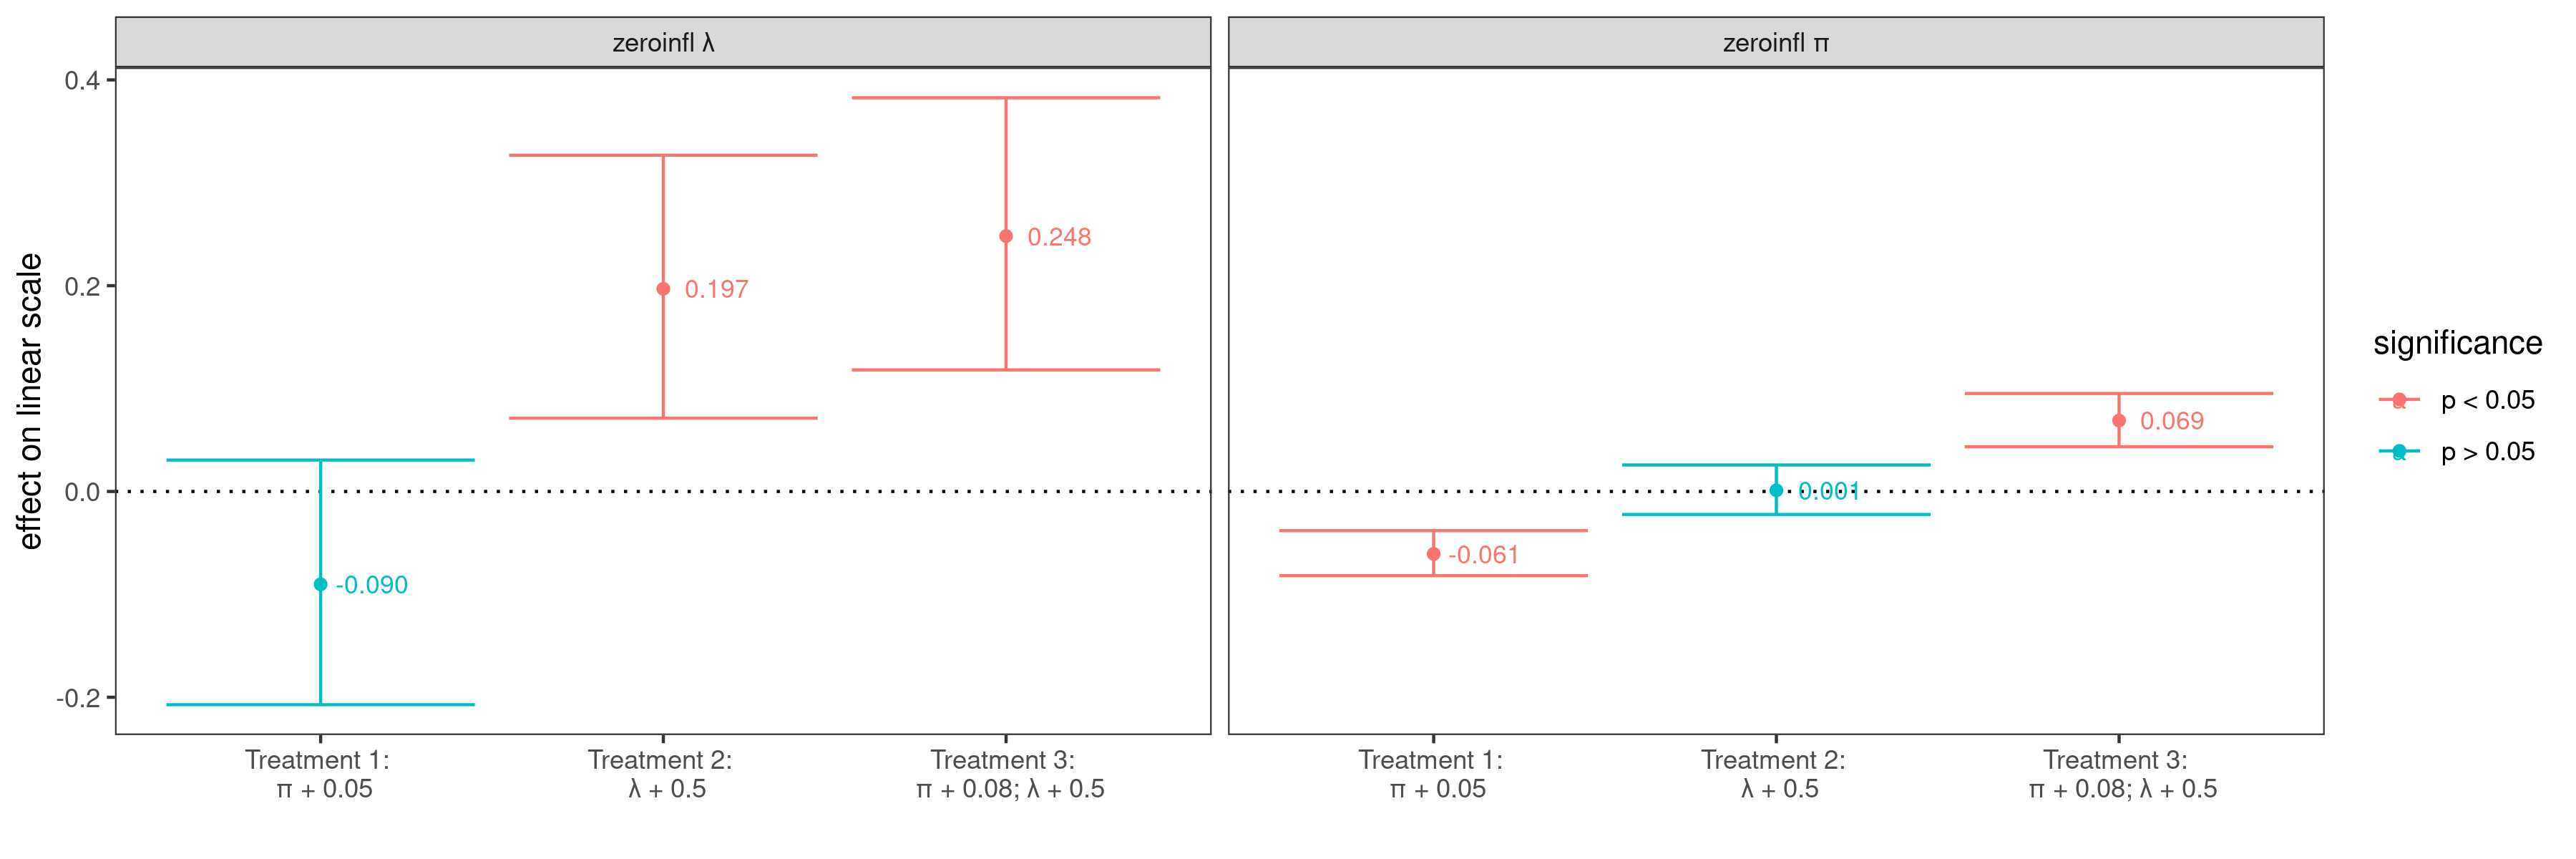 zeroinfl λ
zeroinfl π
effect on linear scale
0.4
0.2
0.0
-0.2
0.248
0.197
-0.090
0.069
0.001
-0.061
Treatment 1:
π + 0.05
Treatment 2:
λ + 0.5
Treatment 3:
π + 0.08; λ + 0.5
Treatment 1:
π + 0.05
Treatment 2:
λ + 0.5
Treatment 3:
π + 0.08; λ + 0.5
significance
p < 0.05
p > 0.05